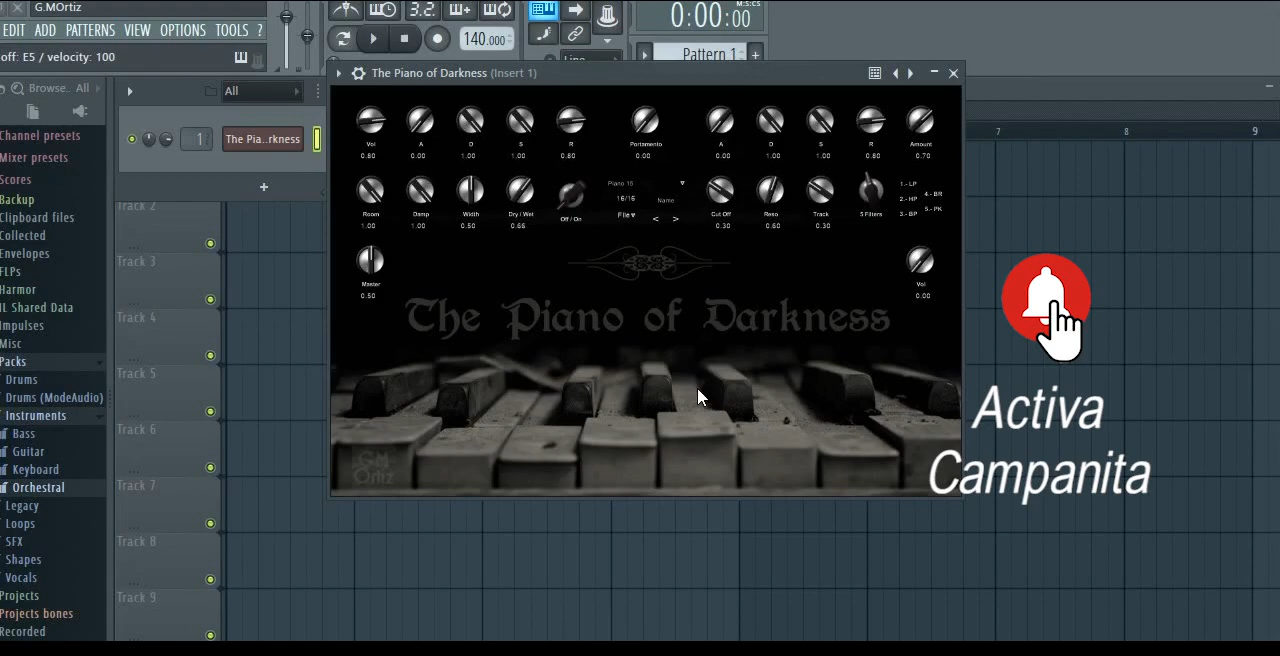 G.MOrtiz
EDIT ADD PATTERNS VIEW OPTIONS TOOLS ?
off: E5 / velocity: 100
3.2
140.000
M:S:CS
0:00:00
Line
Pattern 1
+
Browse.. All
All
The Piano of Darkness (Insert 1)
7 8 9
1 The Pia..rkness
+
Channel presets
Mixer presets
Scores
Backup
Clipboard files
Collected
Envelopes
FLPs
Harmor
IL Shared Data
Impulses
Misc
Packs
Drums
Drums (ModeAudio)
Instruments
Bass
Guitar
Keyboard
Orchestral
Legacy
Loops
SFX
Shapes
Vocals
Projects
Projects bones
Recorded
Track 2
Track 3
Track 4
Track 5
Track 6
Track 7
Track 8
Track 9
Vol A D S R Portamento A D S R Amount
0.80 0.00 1.00 1.00 0.80 0.00 0.00 1.00 1.00 0.80 0.70
Piano 15
16/16
Name
File
< >
Room Damp Width Dry / Wet Off / On Cut Off Reso Track 5 Filters
1.00 1.00 0.50 0.66 0.30 0.60 0.30
1.- LP
2.- HP
3.- BP
4.- BR
5.- PK
Master
0.50
Vol
0.00
The Piano of Darkness
G.M
Ortiz
Activa
Campanita